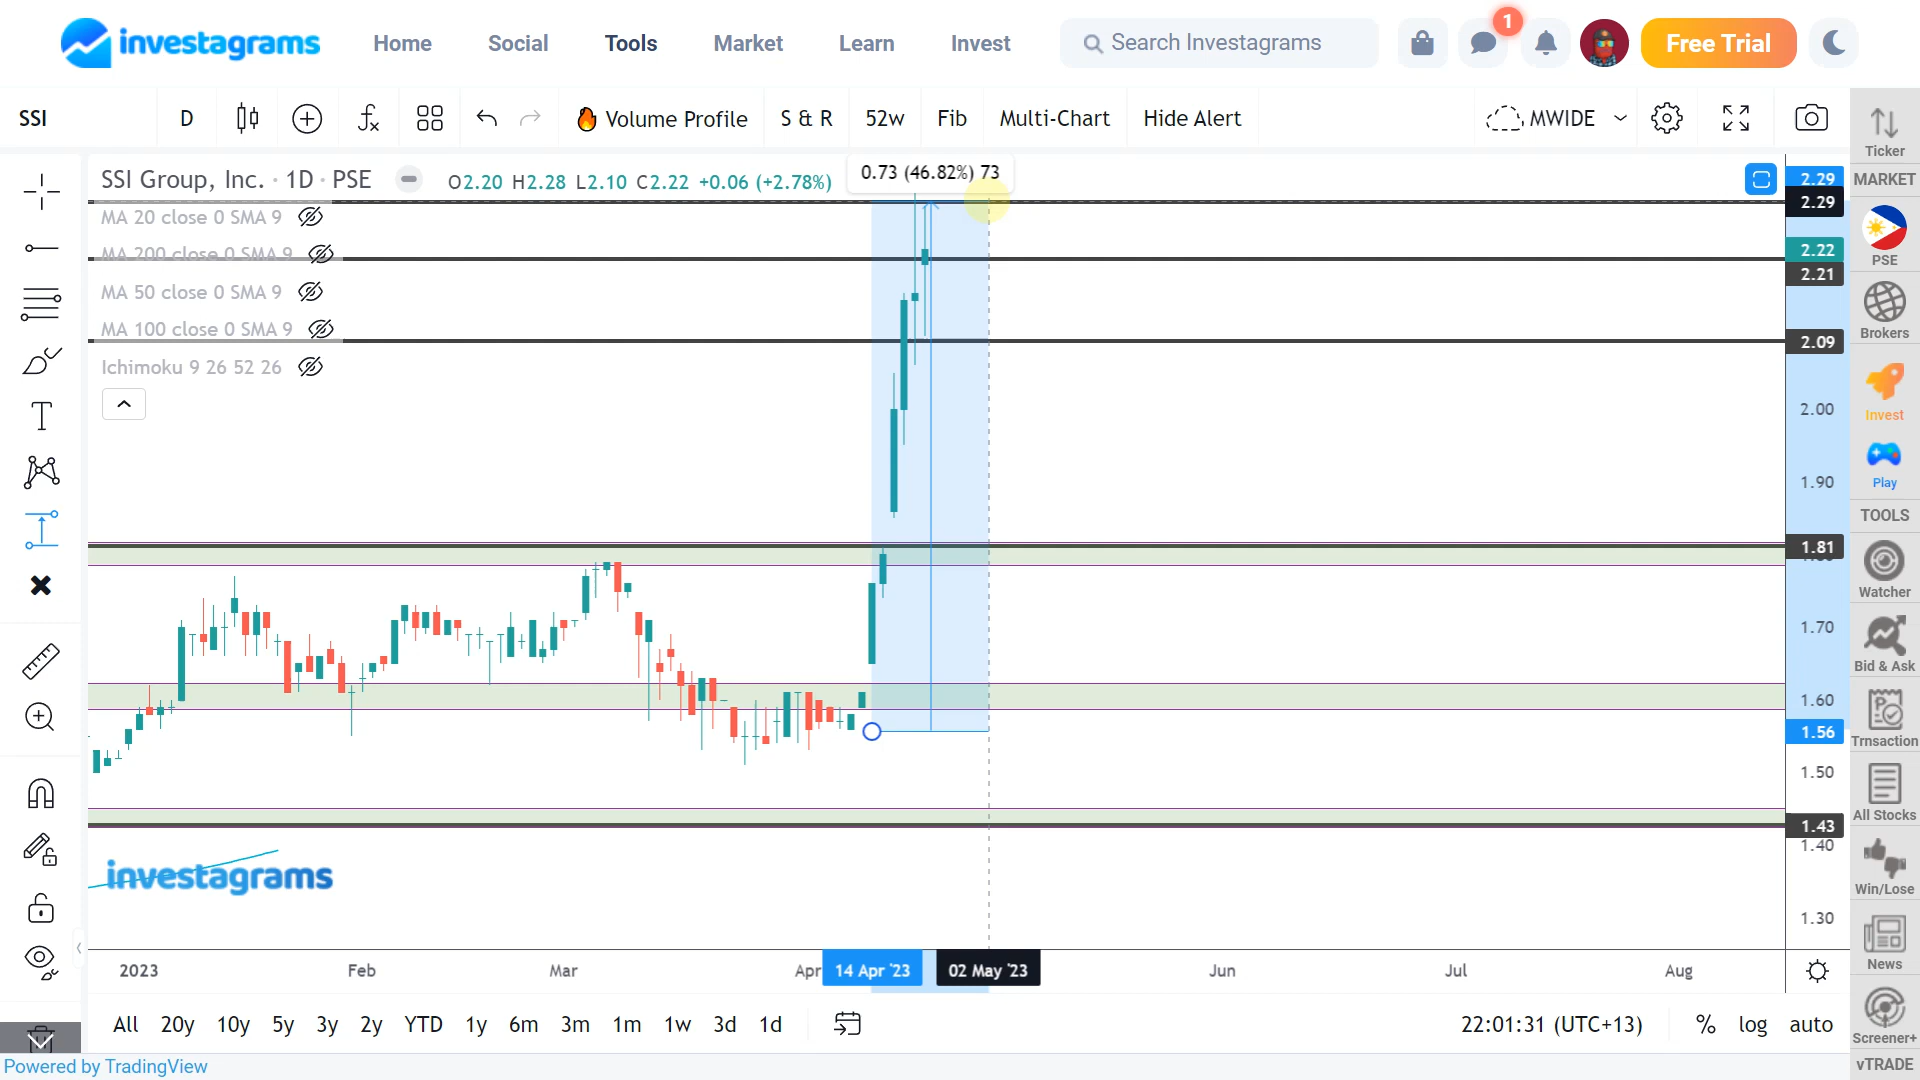 investagrams
Home Social Tools Market Learn Invest
Search Investagrams
1
Free Trial
SSI D Volume Profile S & R 52w Fib Multi-Chart Hide Alert MWIDE
SSI Group, Inc. · 1D · PSE O2.20 H2.28 L2.10 C2.22 +0.06 (+2.78%)
0.73 (46.82%) 73
MA 20 close 0 SMA 9
MA 200 close 0 SMA 9
MA 50 close 0 SMA 9
MA 100 close 0 SMA 9
Ichimoku 9 26 52 26
2.29
2.29
2.22
2.21
2.09
2.00
1.90
1.81
1.70
1.60
1.56
1.50
1.43
1.40
1.30
investagrams
2023 Feb Mar Apr 14 Apr '23 02 May '23 Jun Jul Aug
All 20y 10y 5y 3y 2y YTD 1y 6m 3m 1m 1w 3d 1d
22:01:31 (UTC+13) % log auto
Powered by TradingView
Ticker
MARKET
PSE
Brokers
Invest
Play
TOOLS
Watcher
Bid & Ask
Trnsaction
All Stocks
Win/Lose
News
Screener+
vTRADE